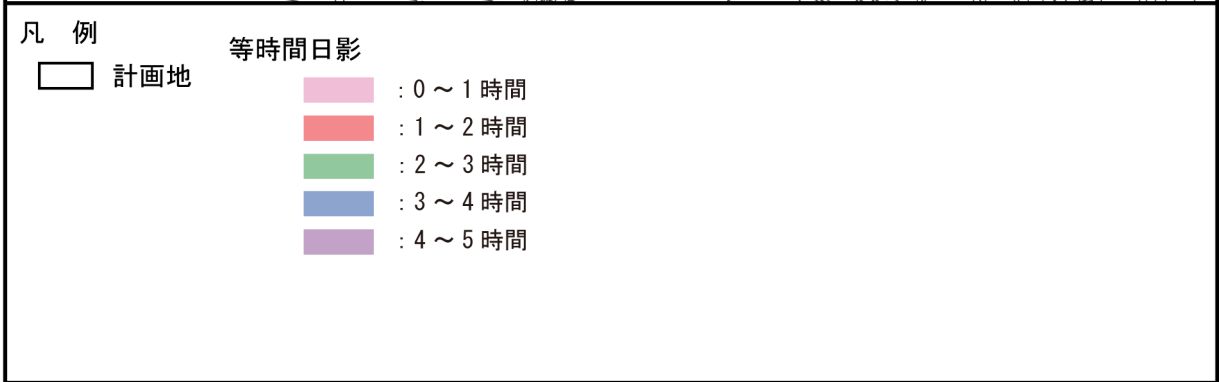 凡　例
計画地
等時間日影
：0～1時間
：1～2時間
：2～3時間
：3～4時間
：4～5時間